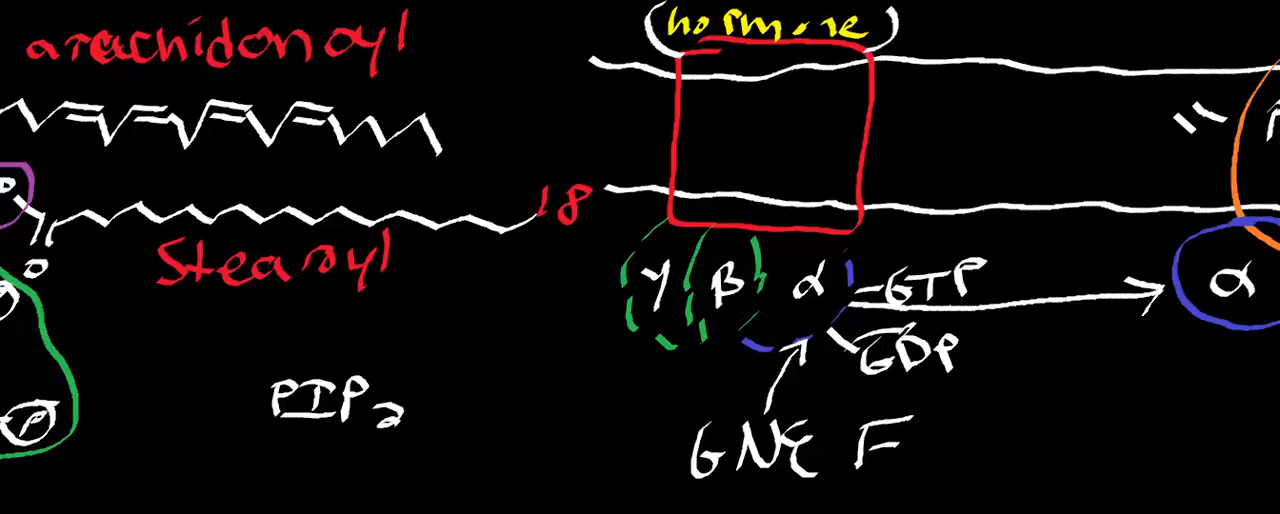 arachidonoyl
18
Stearoyl
O
P
PIP2
(hormone)
γ β α -GTP
GDP
GNEF
α